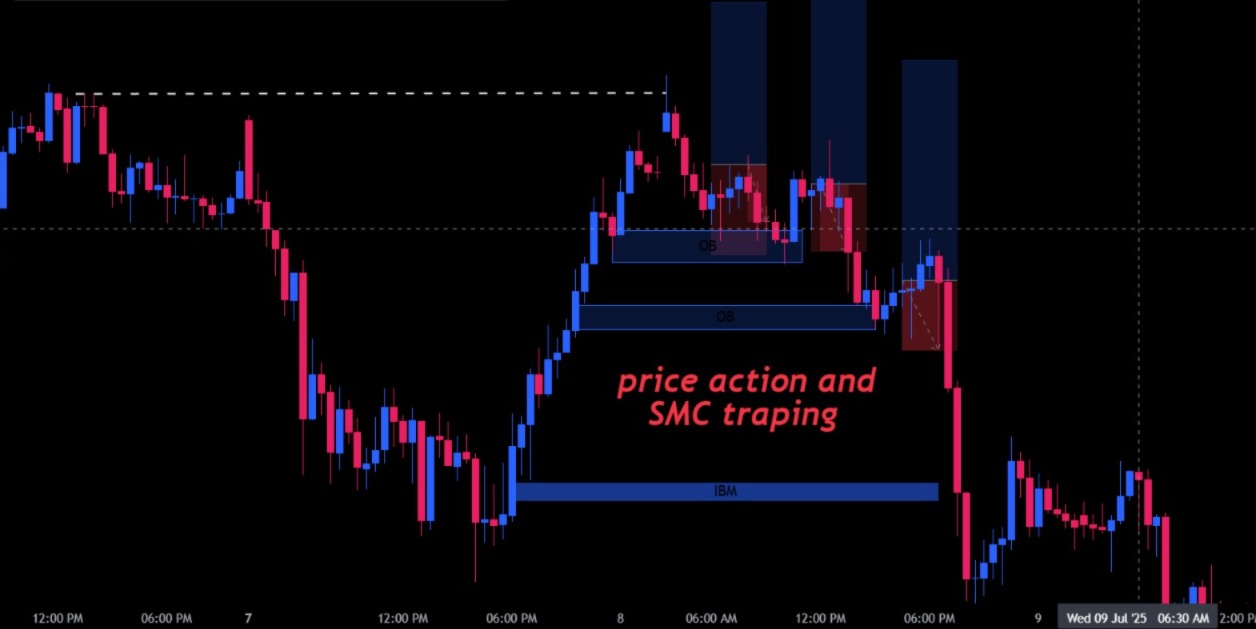 OB
OB
price action and
SMC traping
IBM
12:00 PM 06:00 PM 7 12:00 PM 06:00 PM 8 06:00 AM 12:00 PM 06:00 PM 9 Wed 09 Jul '25 06:30 AM 2:00 P